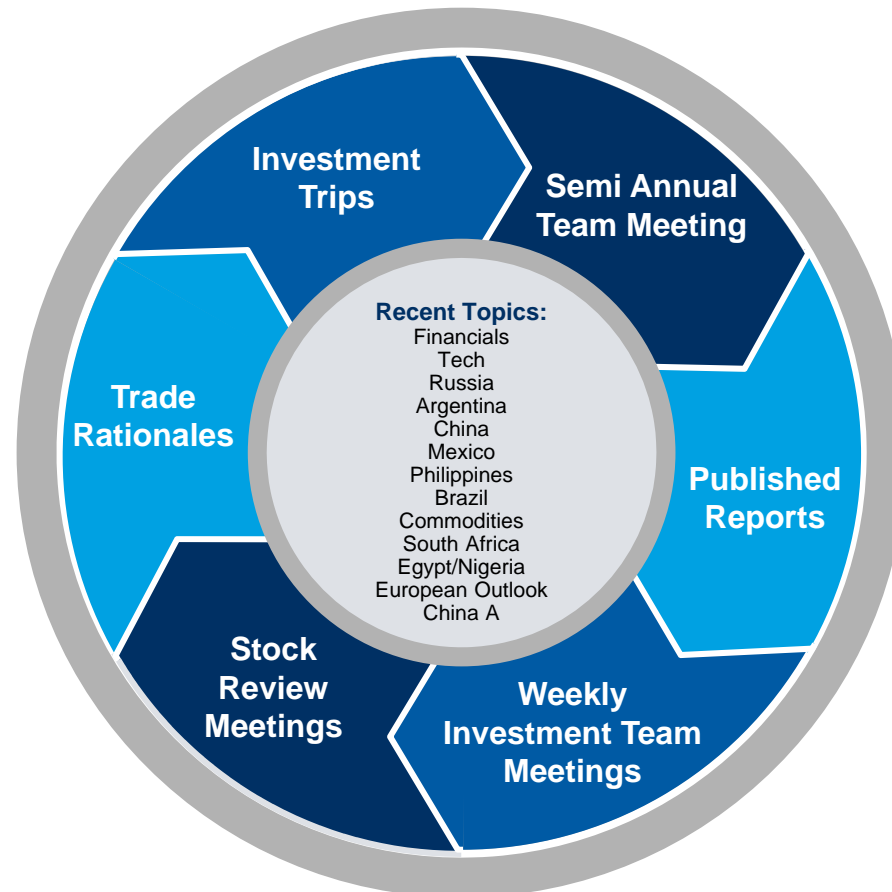 Investment
Trips
Semi Annual
Team Meeting
Published
Reports
Weekly
Investment Team
Meetings
Stock
Review
Meetings
Trade
Rationales
Recent Topics:
Financials
Tech
Russia
Argentina
China
Mexico
Philippines
Brazil
Commodities
South Africa
Egypt/Nigeria
European Outlook
China A